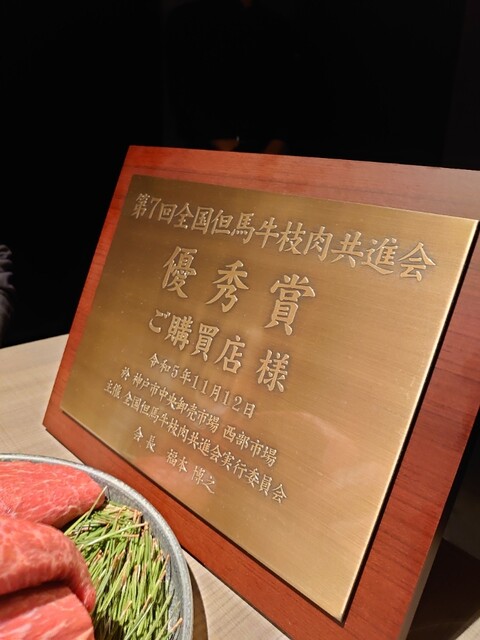 第7回全国但馬牛枝肉共進会
優秀賞
ご購買店様
令和5年11月12日
於 神戸市中央卸売市場 西部市場
主催 全国但馬牛枝肉共進会実行委員会
会長 福本 博之